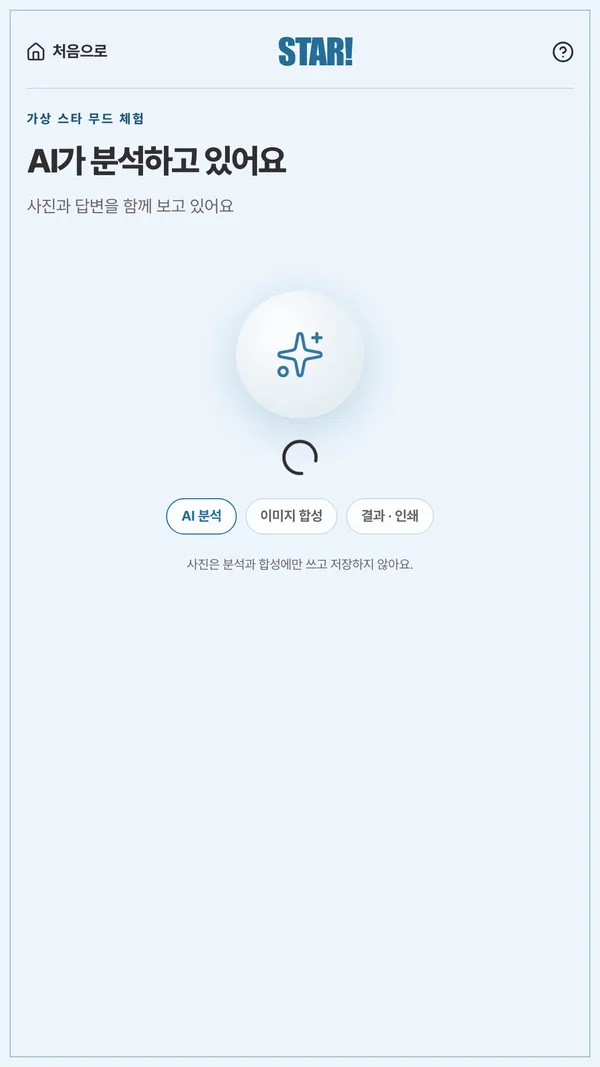 처음으로
STAR!
가상 스타 무드 체험
AI가 분석하고 있어요
사진과 답변을 함께 보고 있어요
AI 분석
이미지 합성
결과 · 인쇄
사진은 분석과 합성에만 쓰고 저장하지 않아요.